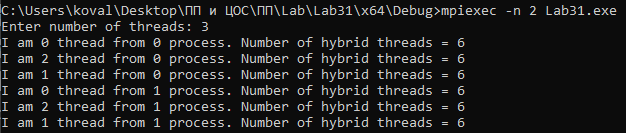 C:\Users\koval\Desktop\ПП и ЦОС\ПП\Lab\Lab31\x64\Debug>mpiexec -n 2 Lab31.exe
Enter number of threads: 3
I am 0 thread from 0 process. Number of hybrid threads = 6
I am 2 thread from 0 process. Number of hybrid threads = 6
I am 1 thread from 0 process. Number of hybrid threads = 6
I am 0 thread from 1 process. Number of hybrid threads = 6
I am 2 thread from 1 process. Number of hybrid threads = 6
I am 1 thread from 1 process. Number of hybrid threads = 6